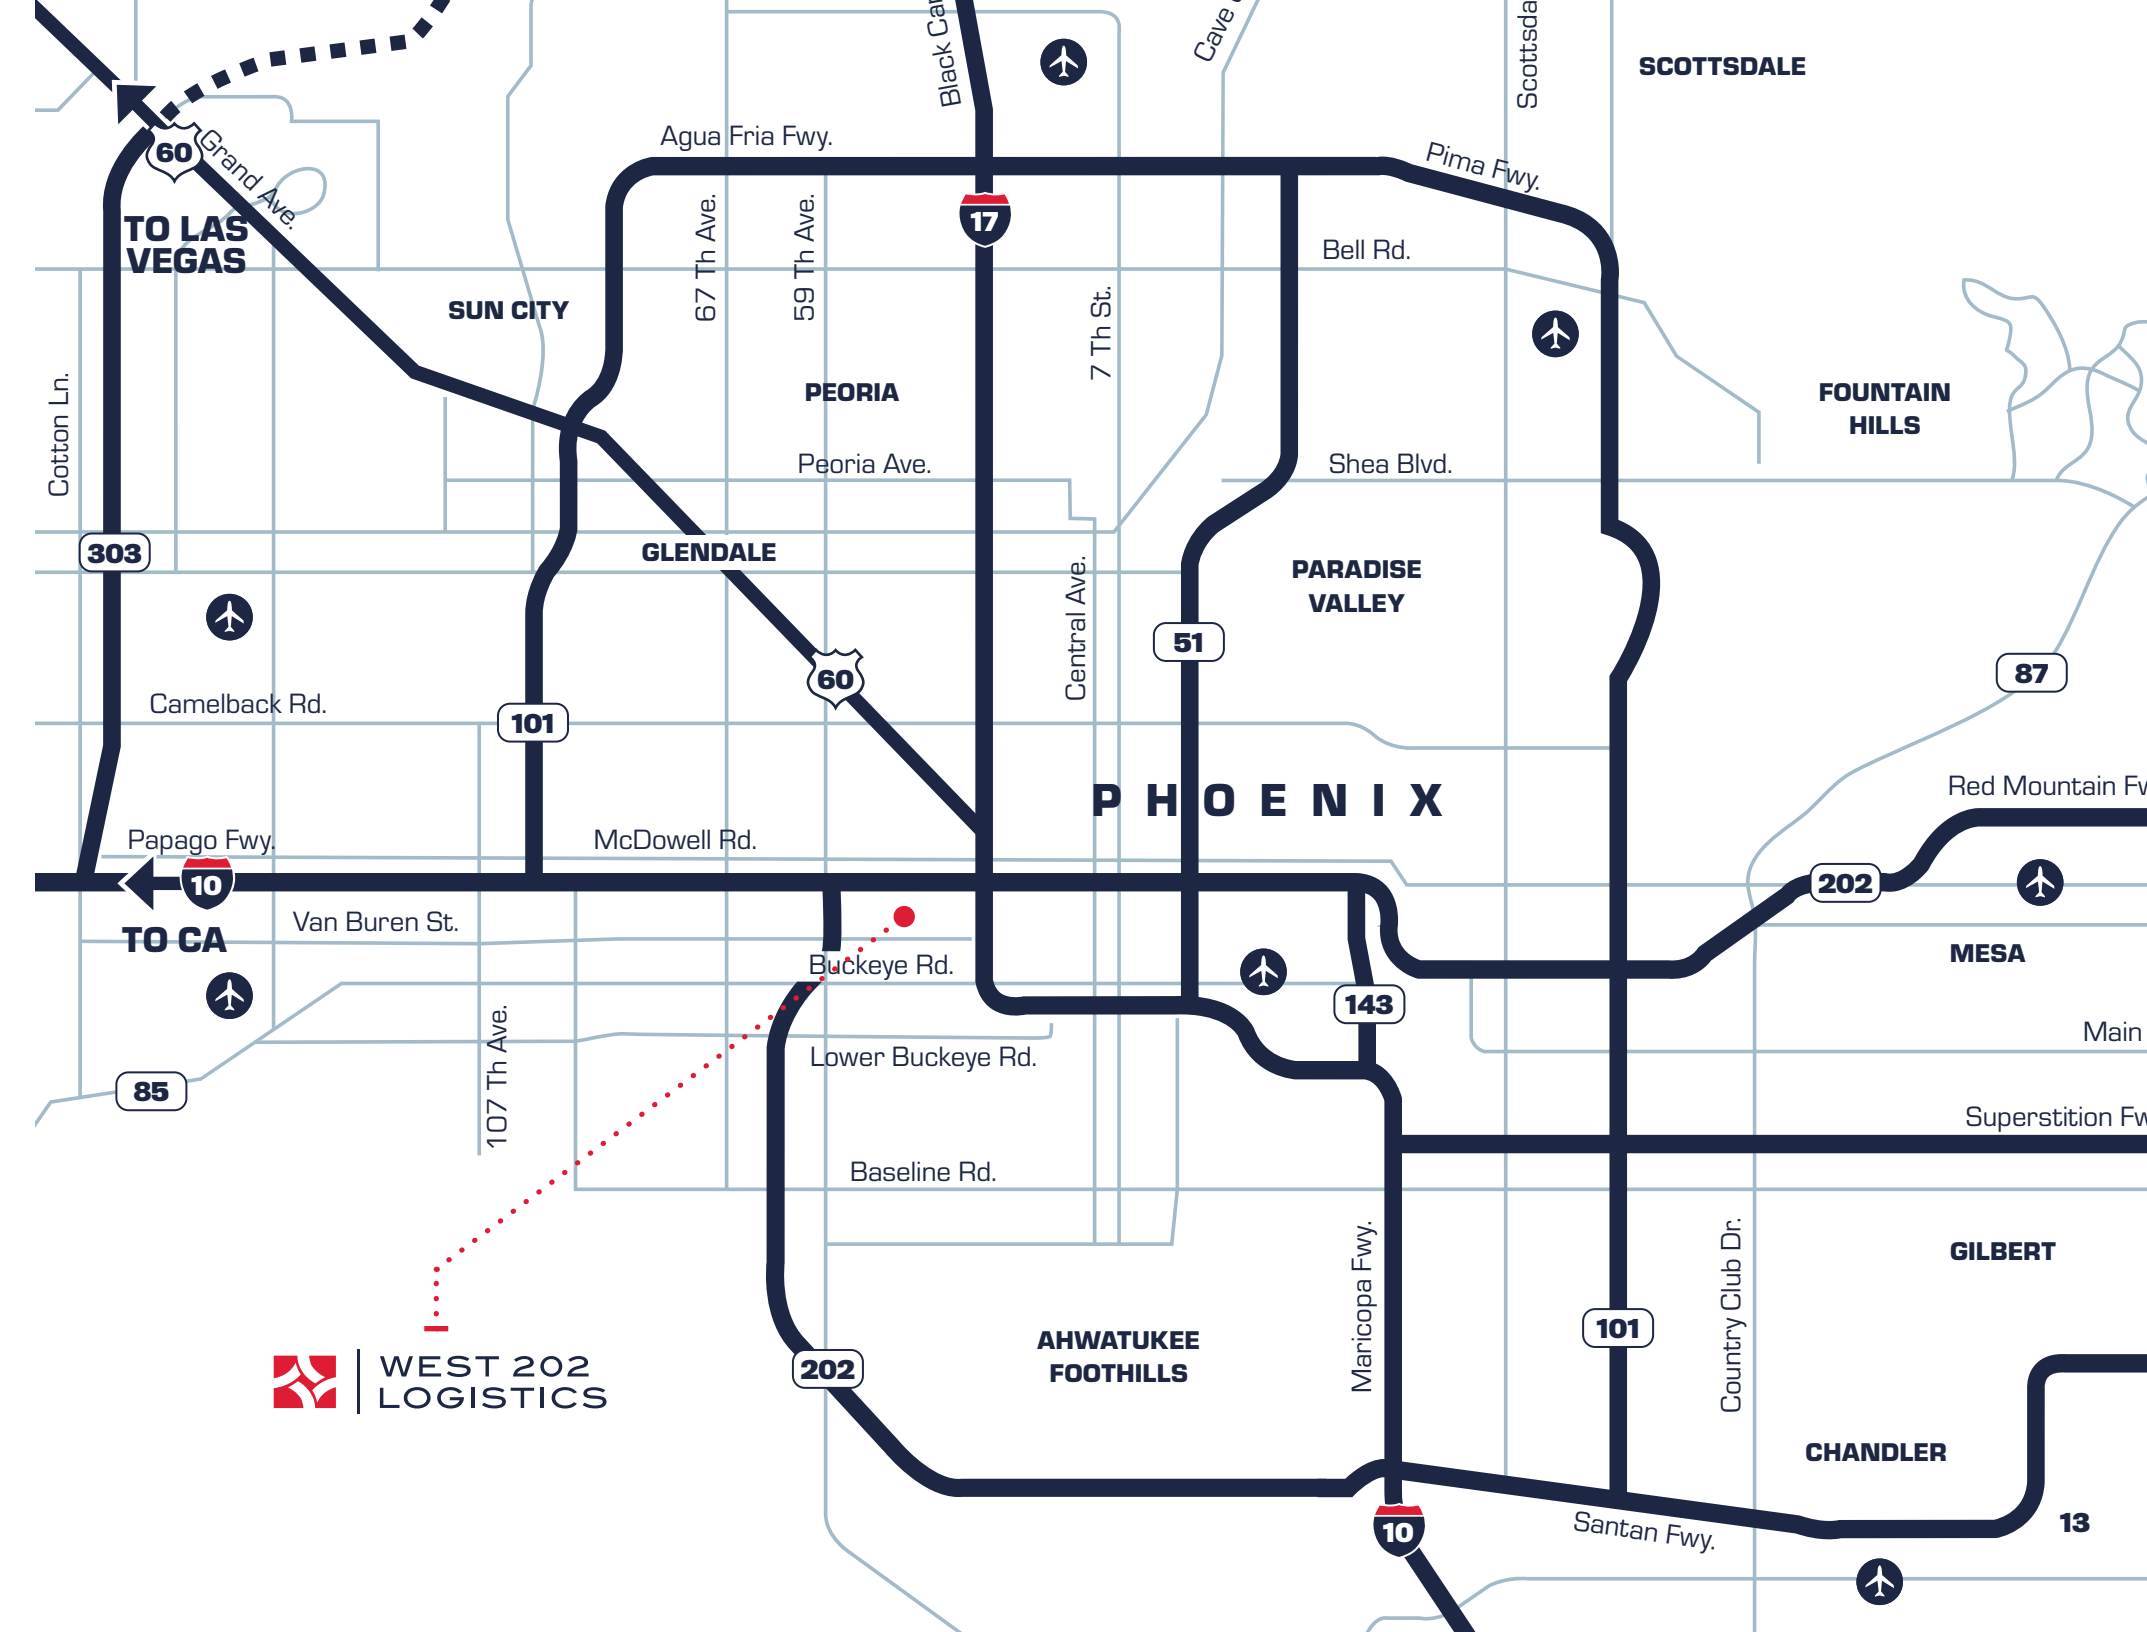 Black Ca
Cave
Scottsda
SCOTTSDALE
Agua Fria Fwy.
Pima Fwy.
60
Grand Ave.
TO LAS
VEGAS
17
67 Th Ave.
59 Th Ave.
Bell Rd.
SUN CITY
7 Th St.
PEORIA
FOUNTAIN
HILLS
Cotton Ln.
Peoria Ave.
Shea Blvd.
303
GLENDALE
PARADISE
VALLEY
Central Ave.
51
60
87
Camelback Rd.
101
PHOENIX
Red Mountain Fw
Papago Fwy.
McDowell Rd.
10
202
Van Buren St.
TO CA
Buckeye Rd.
MESA
143
107 Th Ave.
Main
Lower Buckeye Rd.
85
Superstition Fw
Baseline Rd.
Maricopa Fwy.
Country Club Dr.
GILBERT
101
AHWATUKEE
FOOTHILLS
WEST 202
LOGISTICS
202
CHANDLER
10
Santan Fwy.
13